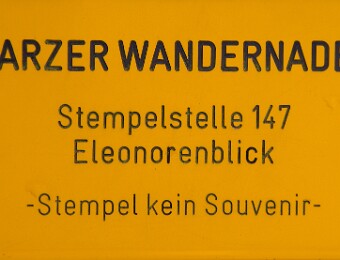 ARZER WANDERNADE
Stempelstelle 147
Eleonorenblick
-Stempel kein Souvenir-